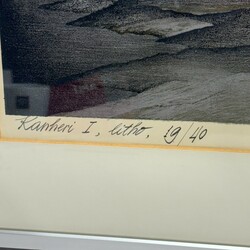 Kanheri I, litho, 19/40